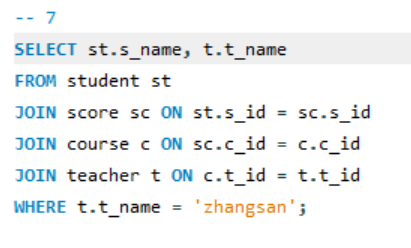 -- 7
SELECT st.s_name, t.t_name
FROM student st
JOIN score sc ON st.s_id = sc.s_id
JOIN course c ON sc.c_id = c.c_id
JOIN teacher t ON c.t_id = t.t_id
WHERE t.t_name = 'zhangsan';